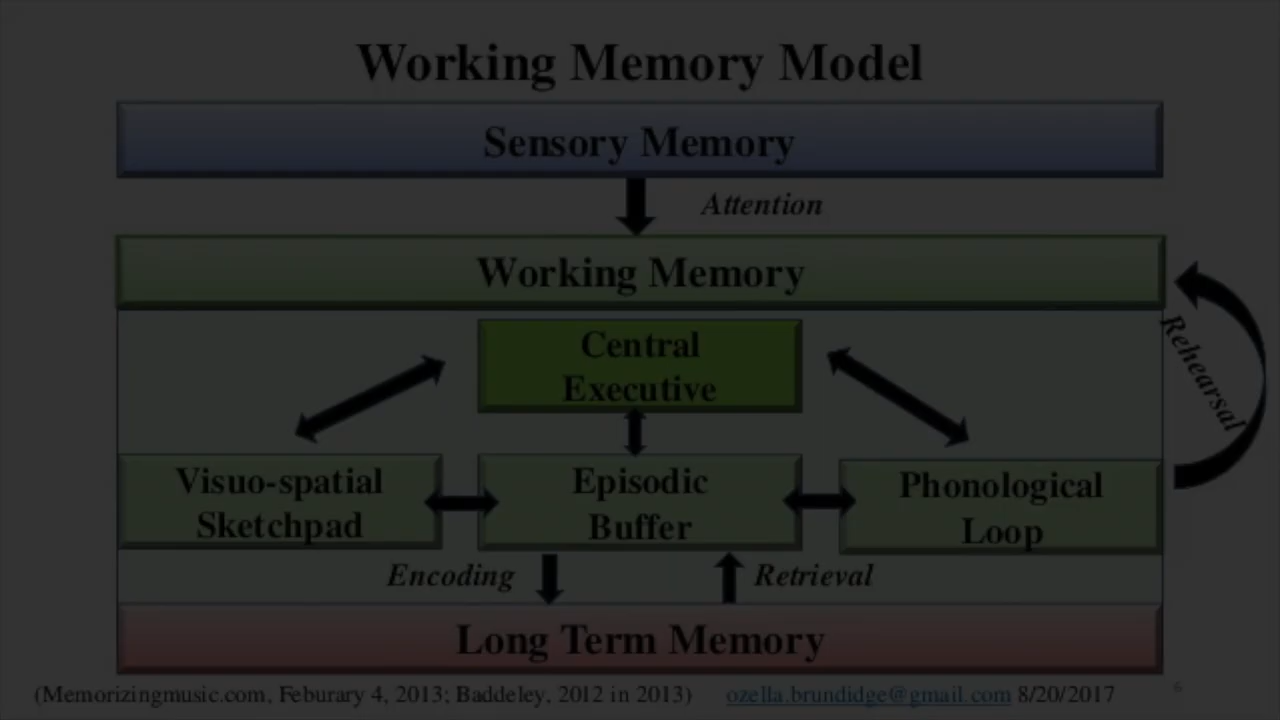 Working Memory Model
Sensory Memory
Attention
Working Memory
Central
Executive
Rehearsal
Visuo-spatial
Sketchpad
Episodic
Buffer
Phonological
Loop
Encoding
Retrieval
Long Term Memory
(Memorizingmusic.com, Feburary 4, 2013; Baddeley, 2012 in 2013)
ozella.brundidge@gmail.com 8/20/2017
6